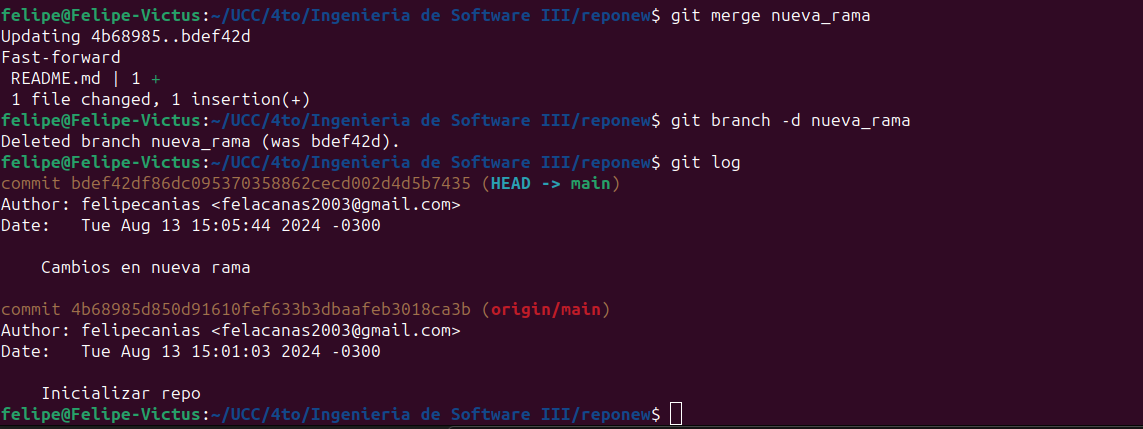 felipe@Felipe-Victus:~/UCC/4to/Ingenieria de Software III/reponew$ git merge nueva_rama
Updating 4b68985..bdef42d
Fast-forward
 README.md | 1 +
 1 file changed, 1 insertion(+)
felipe@Felipe-Victus:~/UCC/4to/Ingenieria de Software III/reponew$ git branch -d nueva_rama
Deleted branch nueva_rama (was bdef42d).
felipe@Felipe-Victus:~/UCC/4to/Ingenieria de Software III/reponew$ git log
commit bdef42df86dc095370358862cecd002d4d5b7435 (HEAD -> main)
Author: felipecanias <felacanas2003@gmail.com>
Date:   Tue Aug 13 15:05:44 2024 -0300

    Cambios en nueva rama

commit 4b68985d850d91610fef633b3dbaafeb3018ca3b (origin/main)
Author: felipecanias <felacanas2003@gmail.com>
Date:   Tue Aug 13 15:01:03 2024 -0300

    Inicializar repo
felipe@Felipe-Victus:~/UCC/4to/Ingenieria de Software III/reponew$